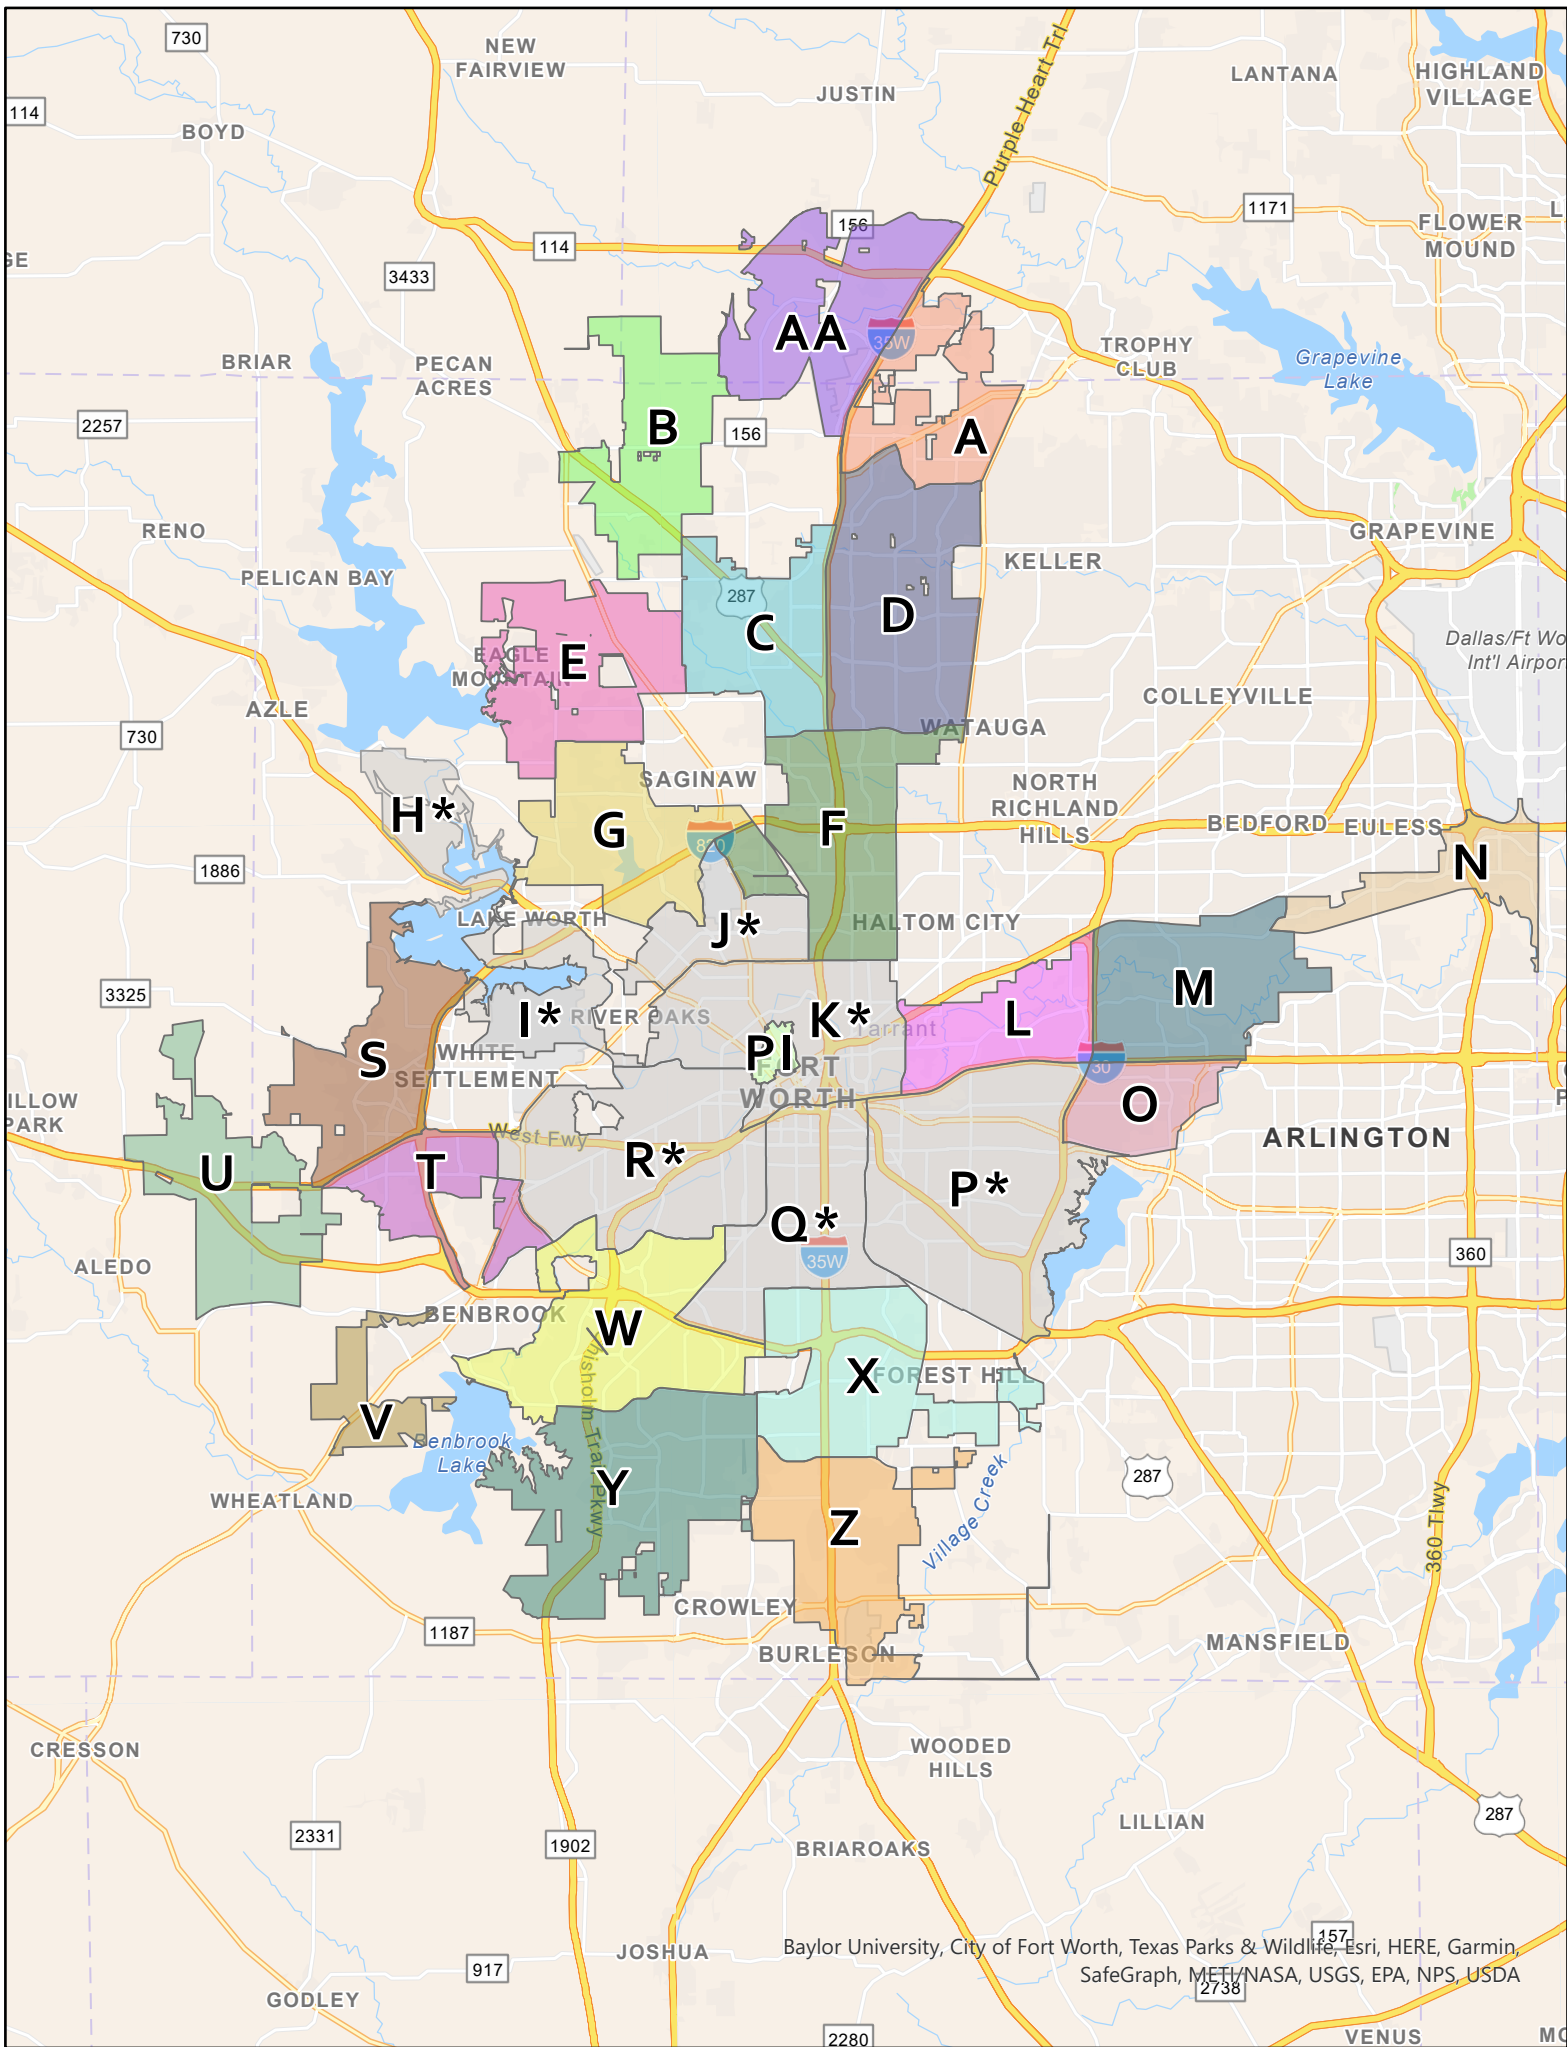 730
NEW
FAIRVIEW
JUSTIN
Purple Heart Trl
LANTANA
HIGHLAND
VILLAGE
114
BOYD
1171
FLOWER
MOUND
L
156
114
3433
GE
AA
35W
BRIAR
PECAN
ACRES
TROPHY
CLUB
Grapevine
Lake
2257
B
156
A
RENO
GRAPEVINE
PELICAN BAY
KELLER
287
C
D
EAGLE
MOUNTAIN
E
Dallas/Ft Wo
Int'l Airpor
AZLE
COLLEYVILLE
730
WATAUGA
SAGINAW
NORTH
RICHLAND
HILLS
H*
G
820
F
BEDFORD
EULESS
N
1886
LAKE WORTH
J*
HALTOM CITY
3325
M
I*
RIVER OAKS
K*
Tarrant
L
S
WHITE
SETTLEMENT
PI
FORT
WORTH
30
ILLOW
PARK
O
ARLINGTON
West Fwy
U
T
R*
P*
Q*
35W
360
ALEDO
BENBROOK
W
Chisholm Trail Pkwy
X
FOREST HILL
V
Benbrook
Lake
287
WHEATLAND
Y
Z
Village Creek
360 Tlwy
CROWLEY
1187
BURLESON
MANSFIELD
CRESSON
WOODED
HILLS
287
2331
1902
BRIAROAKS
LILLIAN
157
JOSHUA
Baylor University, City of Fort Worth, Texas Parks & Wildlife, Esri, HERE, Garmin,
SafeGraph, METI/NASA, USGS, EPA, NPS, USDA
917
2738
GODLEY
2280
VENUS
MO